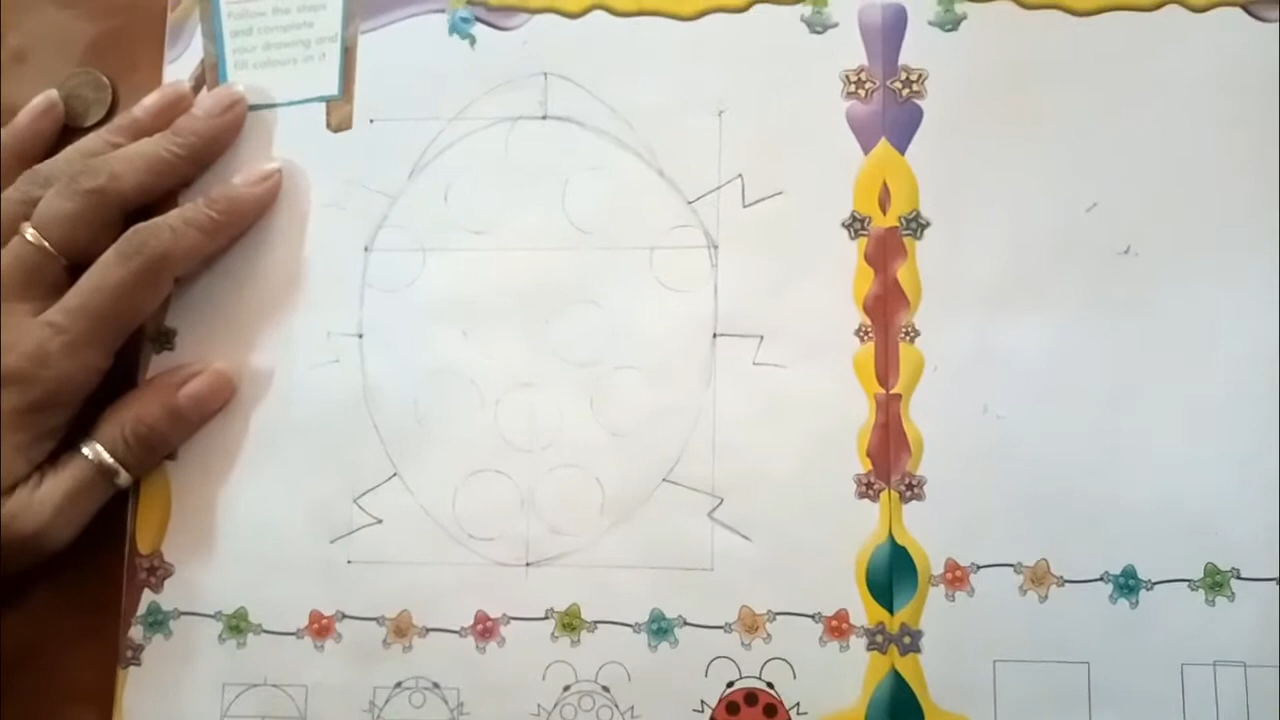 Follow the steps
and complete
your drawing and
fill colours in it